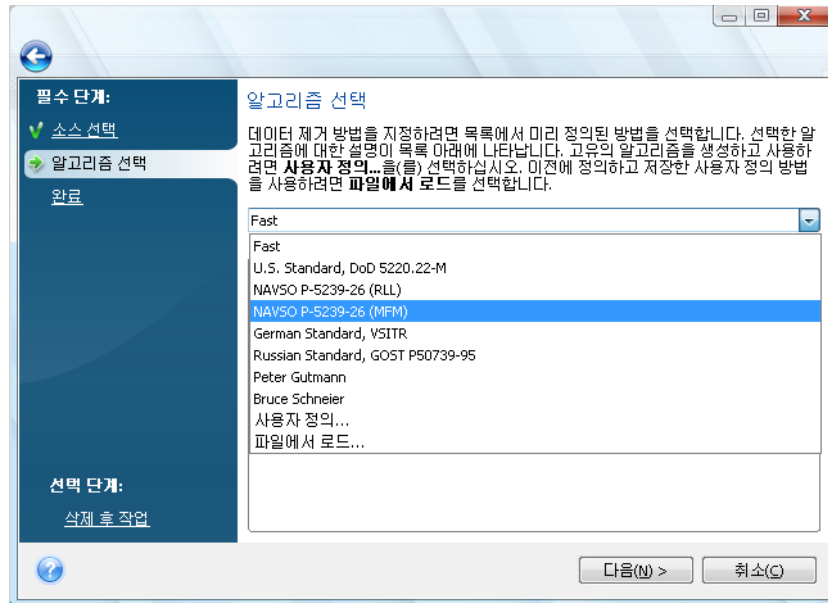 필수 단계:
소스 선택
알고리즘 선택
완료
선택 단계:
삭제 후 작업
알고리즘 선택
데이터 제거 방법을 지정하려면 목록에서 미리 정의된 방법을 선택합니다. 선택한 알
고리즘에 대한 설명이 목록 아래에 나타납니다. 고유의 알고리즘을 생성하고 사용하
려면 사용자 정의...을(를) 선택하십시오. 이전에 정의하고 저장한 사용자 정의 방법
을 사용하려면 파일에서 로드를 선택합니다.
Fast
Fast
U.S. Standard, DoD 5220.22-M
NAVSO P-5239-26 (RLL)
NAVSO P-5239-26 (MFM)
German Standard, VSITR
Russian Standard, GOST P50739-95
Peter Gutmann
Bruce Schneier
사용자 정의...
파일에서 로드...
다음(N) >
취소(C)